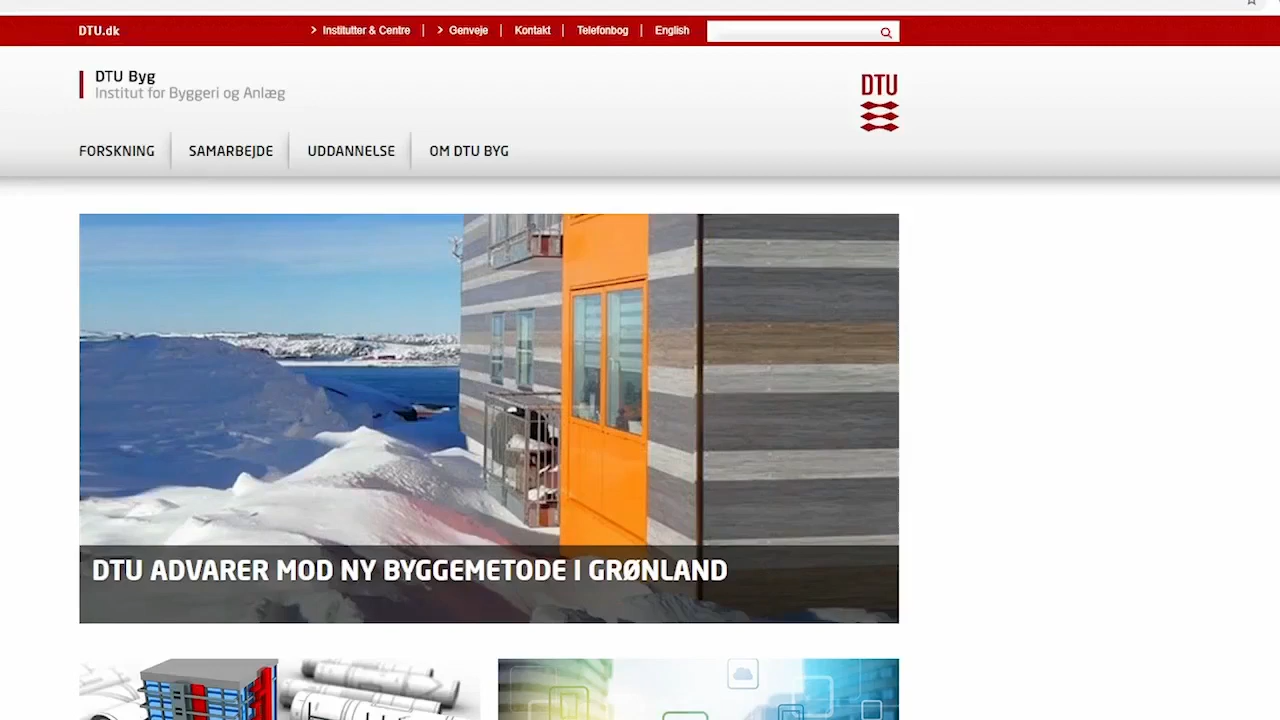 DTU.dk
Institutter & Centre
Genveje
Kontakt
Telefonbog
English
DTU Byg
Institut for Byggeri og Anlæg
DTU
FORSKNING
SAMARBEJDE
UDDANNELSE
OM DTU BYG
DTU ADVARER MOD NY BYGGEMETODE I GRØNLAND